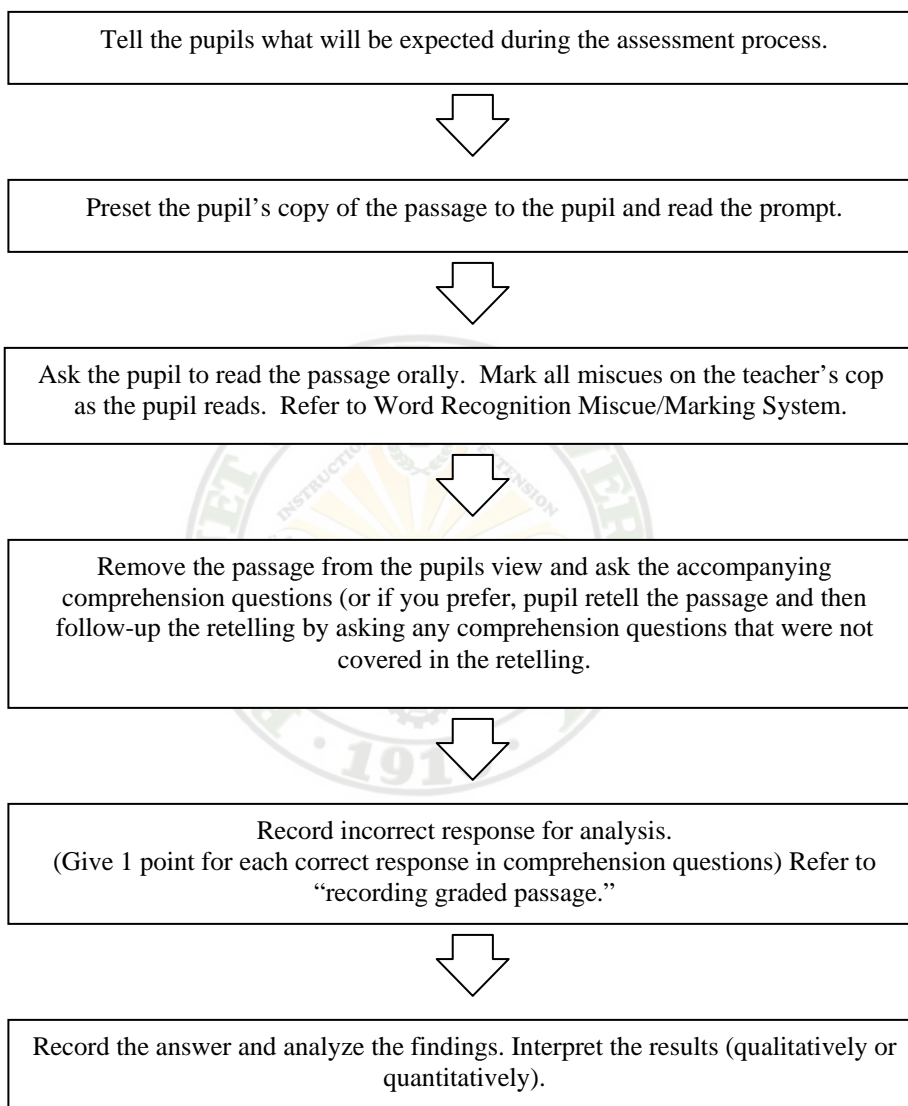 Tell the pupils what will be expected during the assessment process.
Preset the pupil’s copy of the passage to the pupil and read the prompt.
Ask the pupil to read the passage orally.  Mark all miscues on the teacher’s cop
as the pupil reads.  Refer to Word Recognition Miscue/Marking System.
INSTRUCTION
EXTENSION
Remove the passage from the pupils view and ask the accompanying
comprehension questions (or if you prefer, pupil retell the passage and then
follow-up the retelling by asking any comprehension questions that were not
covered in the retelling.
Record incorrect response for analysis.
(Give 1 point for each correct response in comprehension questions) Refer to
“recording graded passage.”
Record the answer and analyze the findings. Interpret the results (qualitatively or
quantitatively).